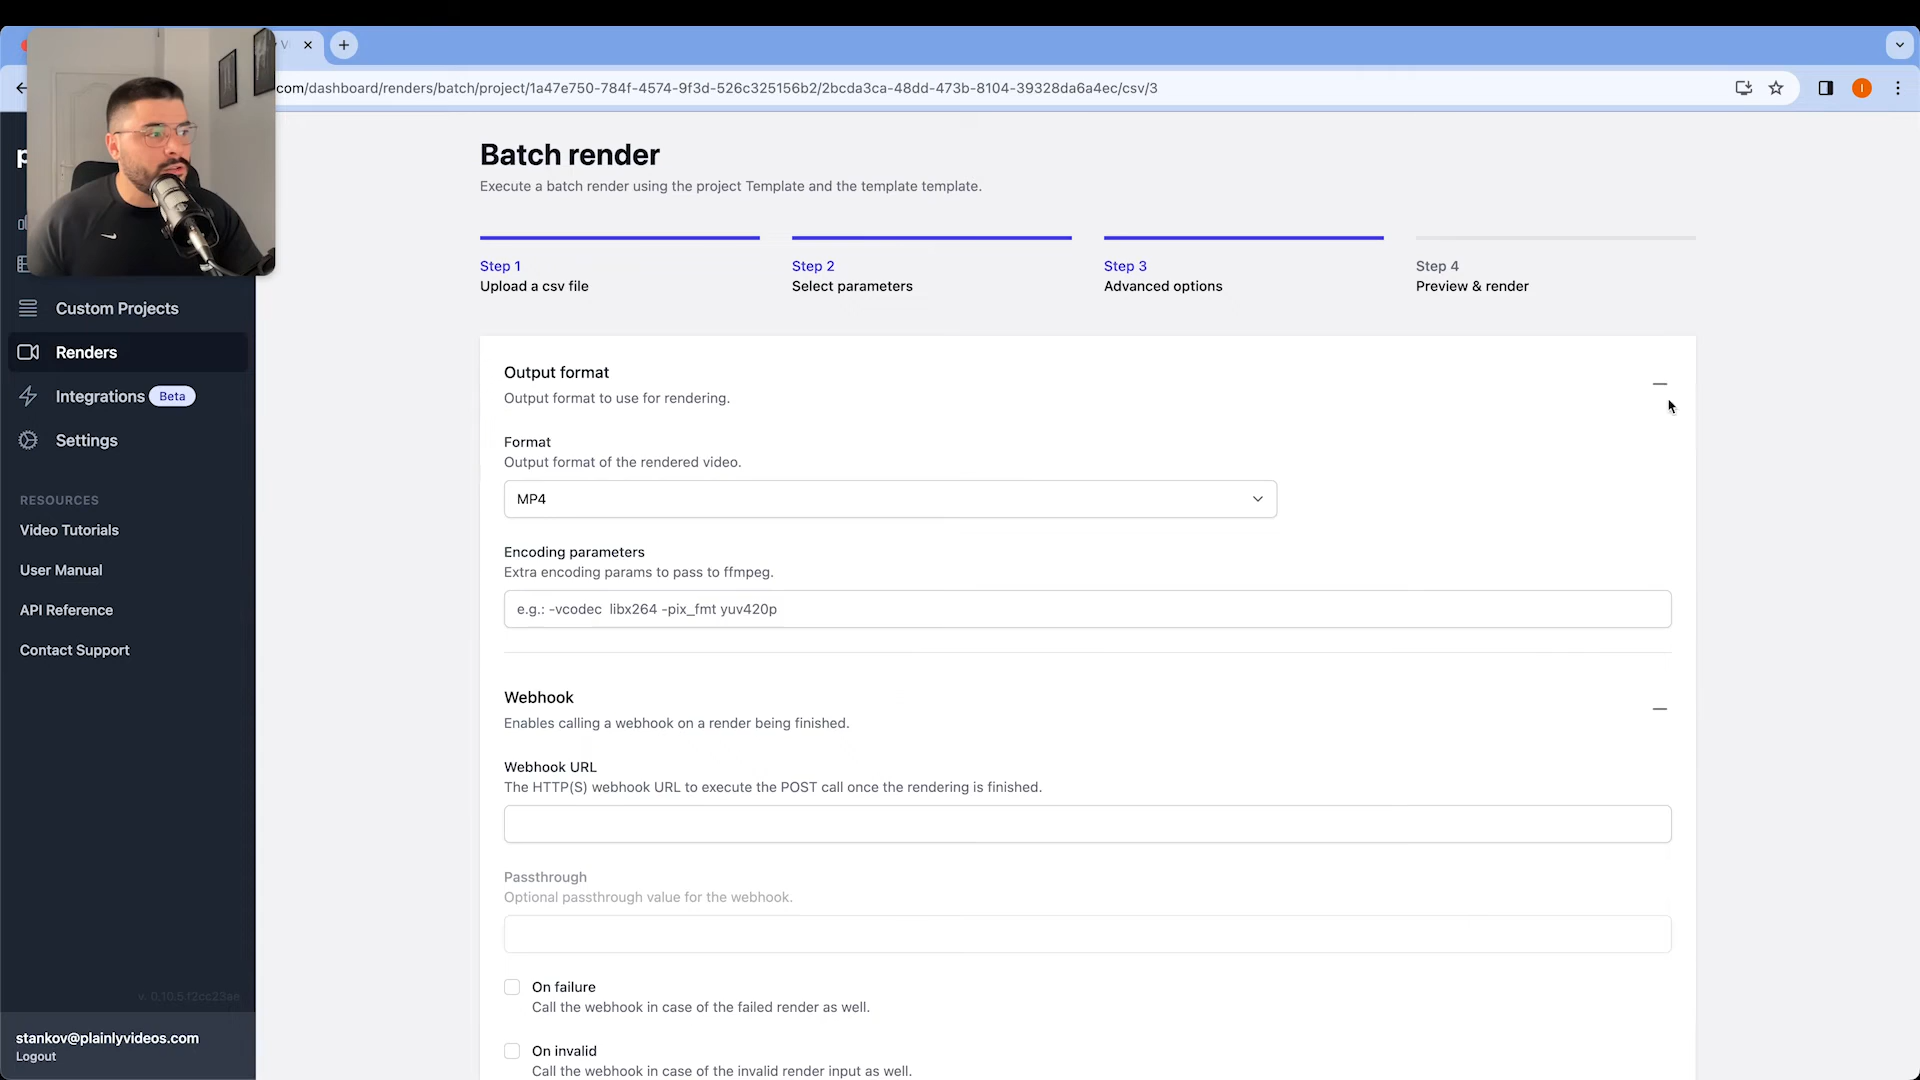 com/dashboard/renders/batch/project/1a47e750-784f-4574-9f3d-526c325156b2/2bcda3ca-48dd-473b-8104-39328da6a4ec/csv/3
Batch render
Execute a batch render using the project Template and the template template.
Step 1
Upload a csv file
Step 2
Select parameters
Step 3
Advanced options
Step 4
Preview & render
Custom Projects
Renders
Integrations Beta
Settings
RESOURCES
Video Tutorials
User Manual
API Reference
Contact Support
v. 0.10.5.f2cc23ae
stankov@plainlyvideos.com
Logout
Output format
Output format to use for rendering.
Format
Output format of the rendered video.
MP4
Encoding parameters
Extra encoding params to pass to ffmpeg.
e.g.: -vcodec libx264 -pix_fmt yuv420p
Webhook
Enables calling a webhook on a render being finished.
Webhook URL
The HTTP(S) webhook URL to execute the POST call once the rendering is finished.
Passthrough
Optional passthrough value for the webhook.
On failure
Call the webhook in case of the failed render as well.
On invalid
Call the webhook in case of the invalid render input as well.